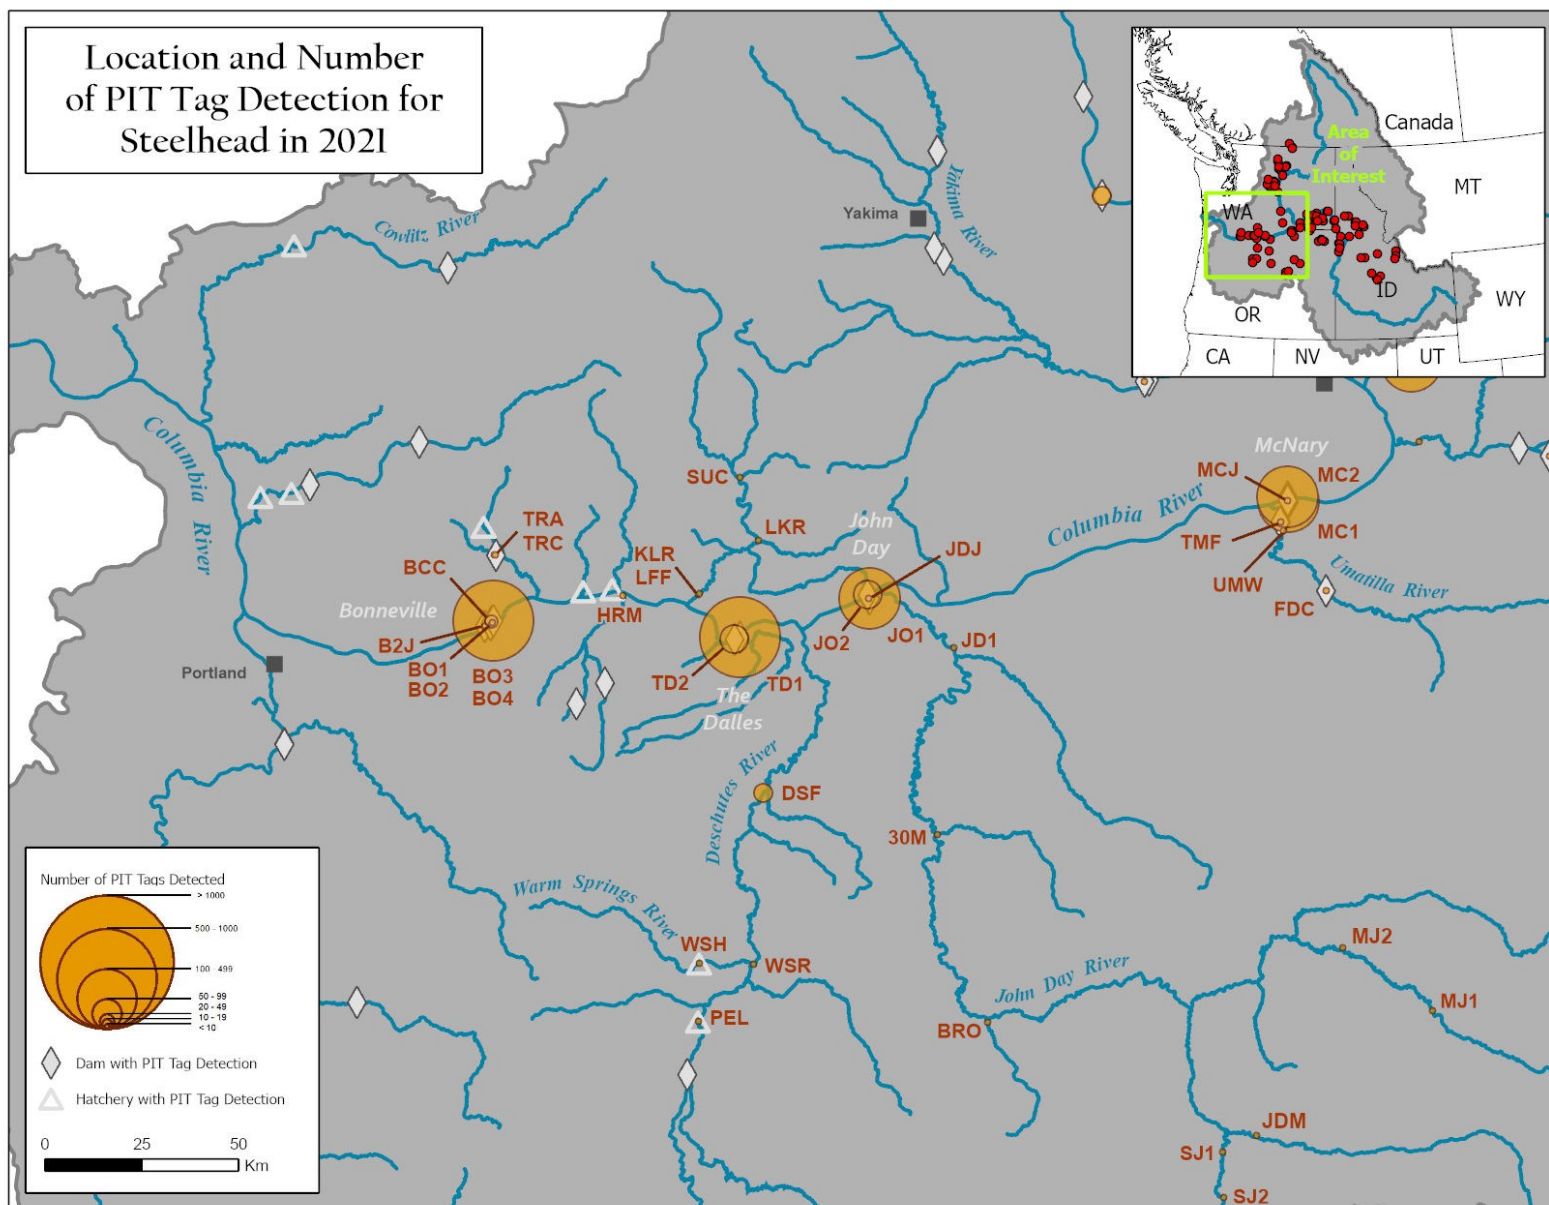 Location and Number
of PIT Tag Detection for
Steelhead in 2021
Canada
Area
of
Interest
MT
WA
ID
WY
OR
CA
NV
UT
Cowlitz River
Yakima
Yakima
River
Columbia
River
McNary
MCJ
MC2
MC1
TMF
UMW
Umatilla River
FDC
SUC
LKR
John
Day
JDJ
Columbia River
TRA
TRC
KLR
LFF
BCC
Bonneville
HRM
B2J
BO1
BO2
BO3
BO4
JO2
JO1
JD1
TD2
TD1
The
Dalles
Portland
Deschutes River
DSF
30M
Warm Springs River
WSH
WSR
PEL
BRO
John Day River
MJ2
MJ1
JDM
SJ1
SJ2
Number of PIT Tags Detected
> 1000
500 - 1000
100 - 499
50 - 99
20 - 49
10 - 19
< 10
Dam with PIT Tag Detection
Hatchery with PIT Tag Detection
0 25 50
Km